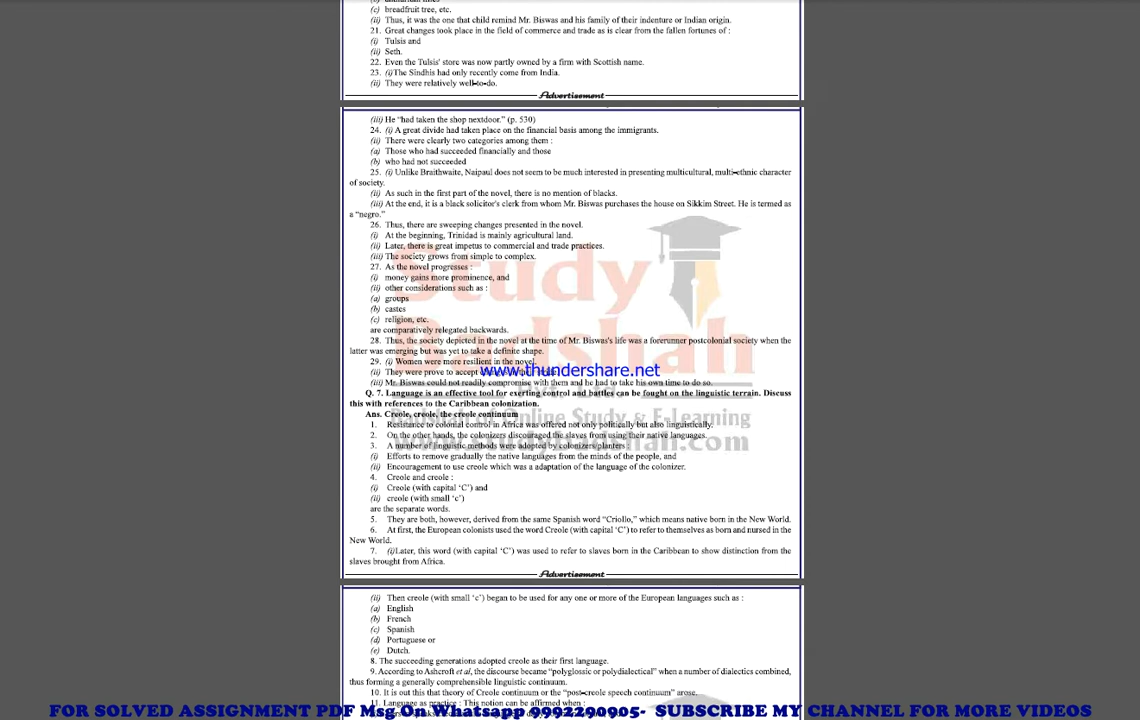 (c) breadfruit tree, etc.
(ii) Thus, it was the one that child remind Mr. Biswas and his family of their indenture or Indian origin.
21. Great changes took place in the field of commerce and trade as is clear from the fallen fortunes of :
(i) Tulsis and
(ii) Seth.
22. Even the Tulsis' store was now partly owned by a firm with Scottish name.
23. (i)The Sindhis had only recently come from India.
(ii) They were relatively well-to-do.
Advertisement
(iii) He "had taken the shop nextdoor." (p. 530)
24. (i) A great divide had taken place on the financial basis among the immigrants.
(ii) There were clearly two categories among them :
(a) Those who had succeeded financially and those
(b) who had not succeeded
25. (i) Unlike Braithwaite, Naipaul does not seem to be much interested in presenting multicultural, multi-ethnic character
of society.
(ii) As such in the first part of the novel, there is no mention of blacks.
(iii) At the end, it is a black solicitor's clerk from whom Mr. Biswas purchases the house on Sikkim Street. He is termed as
a "negro."
26. Thus, there are sweeping changes presented in the novel.
(i) At the beginning, Trinidad is mainly agricultural land.
(ii) Later, there is great impetus to commercial and trade practices.
(iii) The society grows from simple to complex.
27. As the novel progresses :
(i) money gains more prominence, and
(ii) other considerations such as :
(a) groups
(b) castes
(c) religion, etc.
are comparatively relegated backwards.
28. Thus, the society depicted in the novel at the time of Mr. Biswas's life was a forerunner postcolonial society when the
latter was emerging but was yet to take a definite shape.
29. (i) Women were more resilient in the novel.
(ii) They were prove to accept
www.thundershare.net
(iii) Mr. Biswas could not readily compromise with them and he had to take his own time to do so.
Q. 7. Language is an effective tool for exerting control and battles can be fought on the linguistic terrain. Discuss
this with references to the Caribbean colonization.
Ans. Creole, creole, the creole continuum
1. Resistance to colonial control in Africa was offered not only politically but also linguistically.
2. On the other hands, the colonizers discouraged the slaves from using their native languages.
3. A number of linguistic methods were adopted by colonizers/planters :
(i) Efforts to remove gradually the native languages from the minds of the people, and
(ii) Encouragement to use creole which was a adaptation of the language of the colonizer.
4. Creole and creole :
(i) Creole (with capital 'C') and
(ii) creole (with small 'c')
are the separate words.
5. They are both, however, derived from the same Spanish word "Criollo," which means native born in the New World.
6. At first, the European colonists used the word Creole (with capital 'C') to refer to themselves as born and nursed in the
New World.
7. (i)Later, this word (with capital 'C') was used to refer to slaves born in the Caribbean to show distinction from the
slaves brought from Africa.
Study
Badshah
Pvt. Ltd.
Badshah of Online Study & E-Learning
www.studybadshah.com
Advertisement
(ii) Then creole (with small 'c') began to be used for any one or more of the European languages such as :
(a) English
(b) French
(c) Spanish
(d) Portuguese or
(e) Dutch.
8. The succeeding generations adopted creole as their first language.
9. According to Ashcroft et al, the discourse became "polyglossic or polydialectical" when a number of dialectics combined,
thus forming a generally comprehensible linguistic continuum.
10. It is out this that theory of Creole continuum or the "post-creole speech continuum" arose.
11. Language as practice : This notion can be affirmed when :
FOR SOLVED ASSIGNMENT PDF Msg On Whatsapp 9992290905- SUBSCRIBE MY CHANNEL FOR MORE VIDEOS